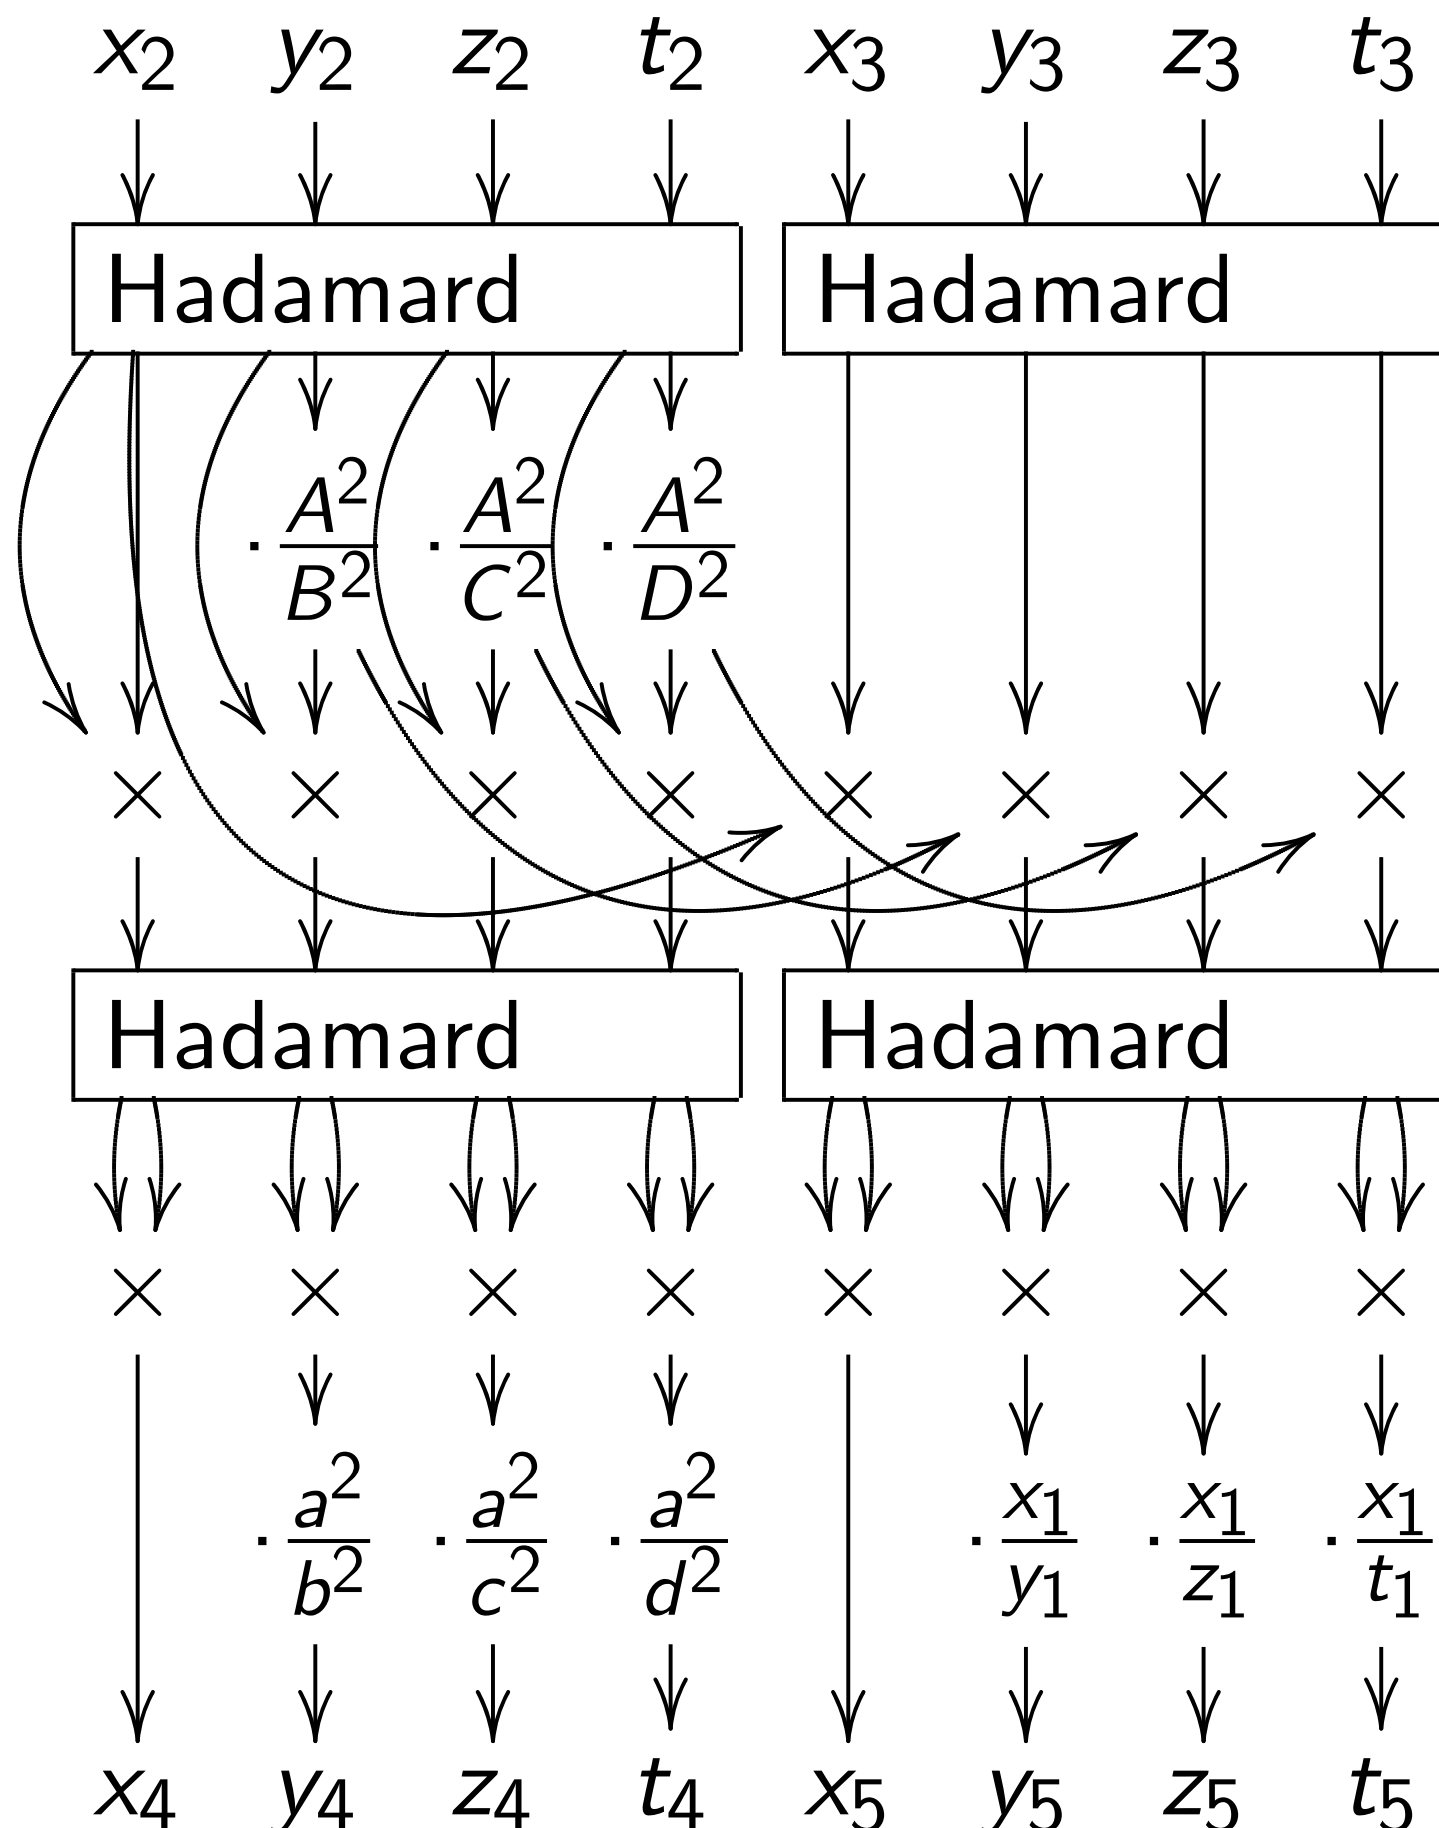 x₂ y₂ z₂ t₂ x₃ y₃ z₃ t₃
Hadamard Hadamard
· A²/B² · A²/C² · A²/D²
× × × × × × × ×
Hadamard Hadamard
× × × × × × × ×
· a²/b² · a²/c² · a²/d² · x₁/y₁ · x₁/z₁ · x₁/t₁
x₄ y₄ z₄ t₄ x₅ y₅ z₅ t₅